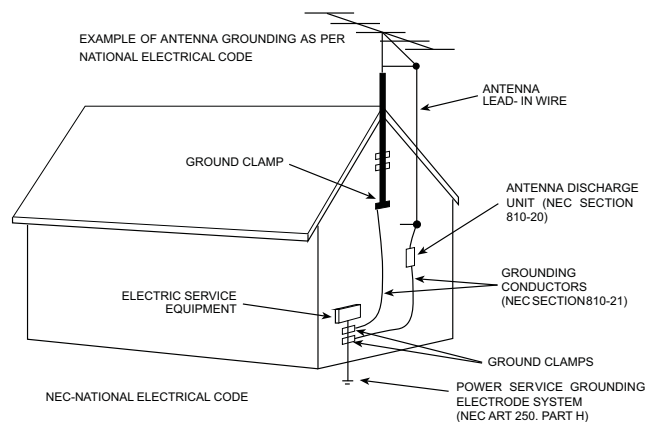 EXAMPLE OF ANTENNA GROUNDING AS PER
NATIONAL ELECTRICAL CODE
ANTENNA
LEAD- IN WIRE
GROUND CLAMP
ANTENNA DISCHARGE
UNIT (NEC SECTION
810-20)
GROUNDING
CONDUCTORS
(NEC SECTION 810-21)
ELECTRIC SERVICE
EQUIPMENT
GROUND CLAMPS
POWER SERVICE GROUNDING
ELECTRODE SYSTEM
(NEC ART 250. PART H)
NEC-NATIONAL ELECTRICAL CODE